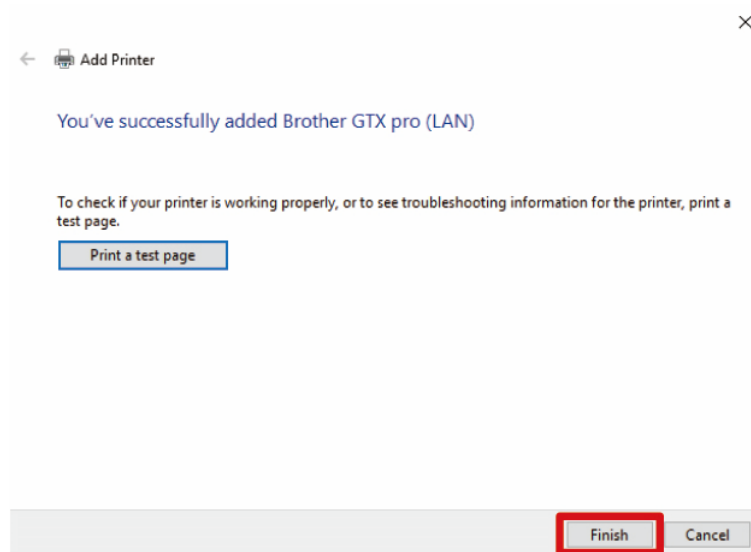 Add Printer
You've successfully added Brother GTX pro (LAN)
To check if your printer is working properly, or to see troubleshooting information for the printer, print a
test page.
Print a test page
Finish Cancel